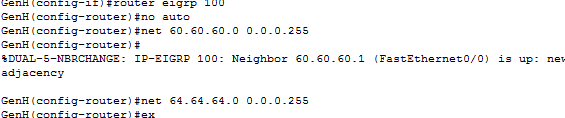 GenH(config-if)#router eigrp 100
GenH(config-router)#no auto
GenH(config-router)#net 60.60.60.0 0.0.0.255
GenH(config-router)#
%DUAL-5-NBRCHANGE: IP-EIGRP 100: Neighbor 60.60.60.1 (FastEthernet0/0) is up: new
adjacency
GenH(config-router)#net 64.64.64.0 0.0.0.255
GenH(config-router)#ex